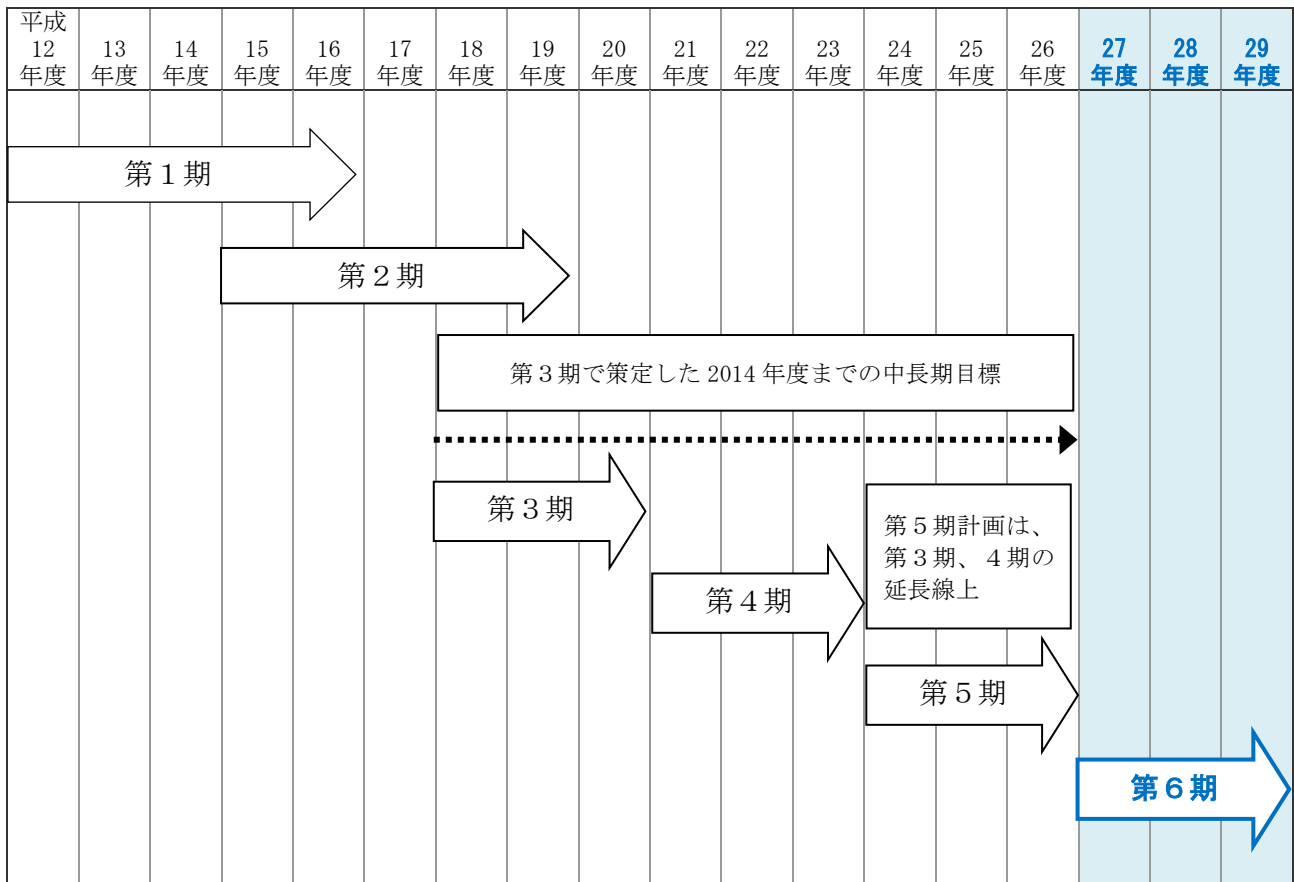 平成
12
年度
13
年度
14
年度
15
年度
16
年度
17
年度
18
年度
19
年度
20
年度
21
年度
22
年度
23
年度
24
年度
25
年度
26
年度
27
年度
28
年度
29
年度
第１期
第２期
第３期で策定した 2014 年度までの中長期目標
第３期
第５期計画は、
第３期、４期の
延長線上
第４期
第５期
第６期